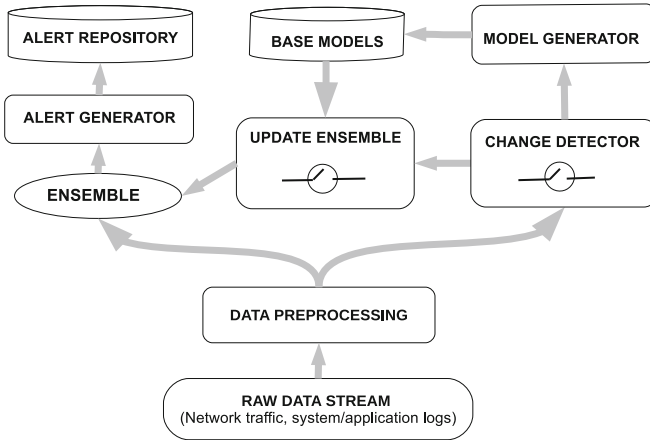 ALERT REPOSITORY
BASE MODELS
MODEL GENERATOR
ALERT GENERATOR
UPDATE ENSEMBLE
CHANGE DETECTOR
ENSEMBLE
DATA PREPROCESSING
RAW DATA STREAM
(Network traffic, system/application logs)